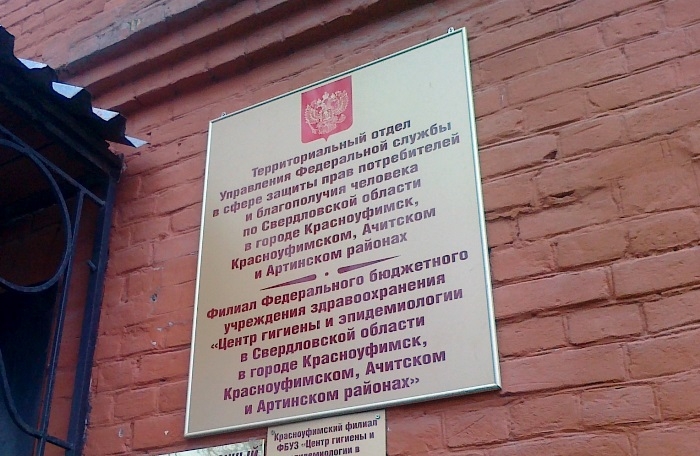 Территориальный отдел
Управления Федеральной службы
в сфере защиты прав потребителей
и благополучия человека
по Свердловской области
в городе Красноуфимск,
Красноуфимском, Ачитском
и Артинском районах
Филиал Федерального бюджетного
учреждения здравоохранения
«Центр гигиены и эпидемиологии
в Свердловской области
в городе Красноуфимск,
Красноуфимском, Ачитском
и Артинском районах»
"Красноуфимский филиал
ФБУЗ «Центр гигиены и
эпидемиологии в